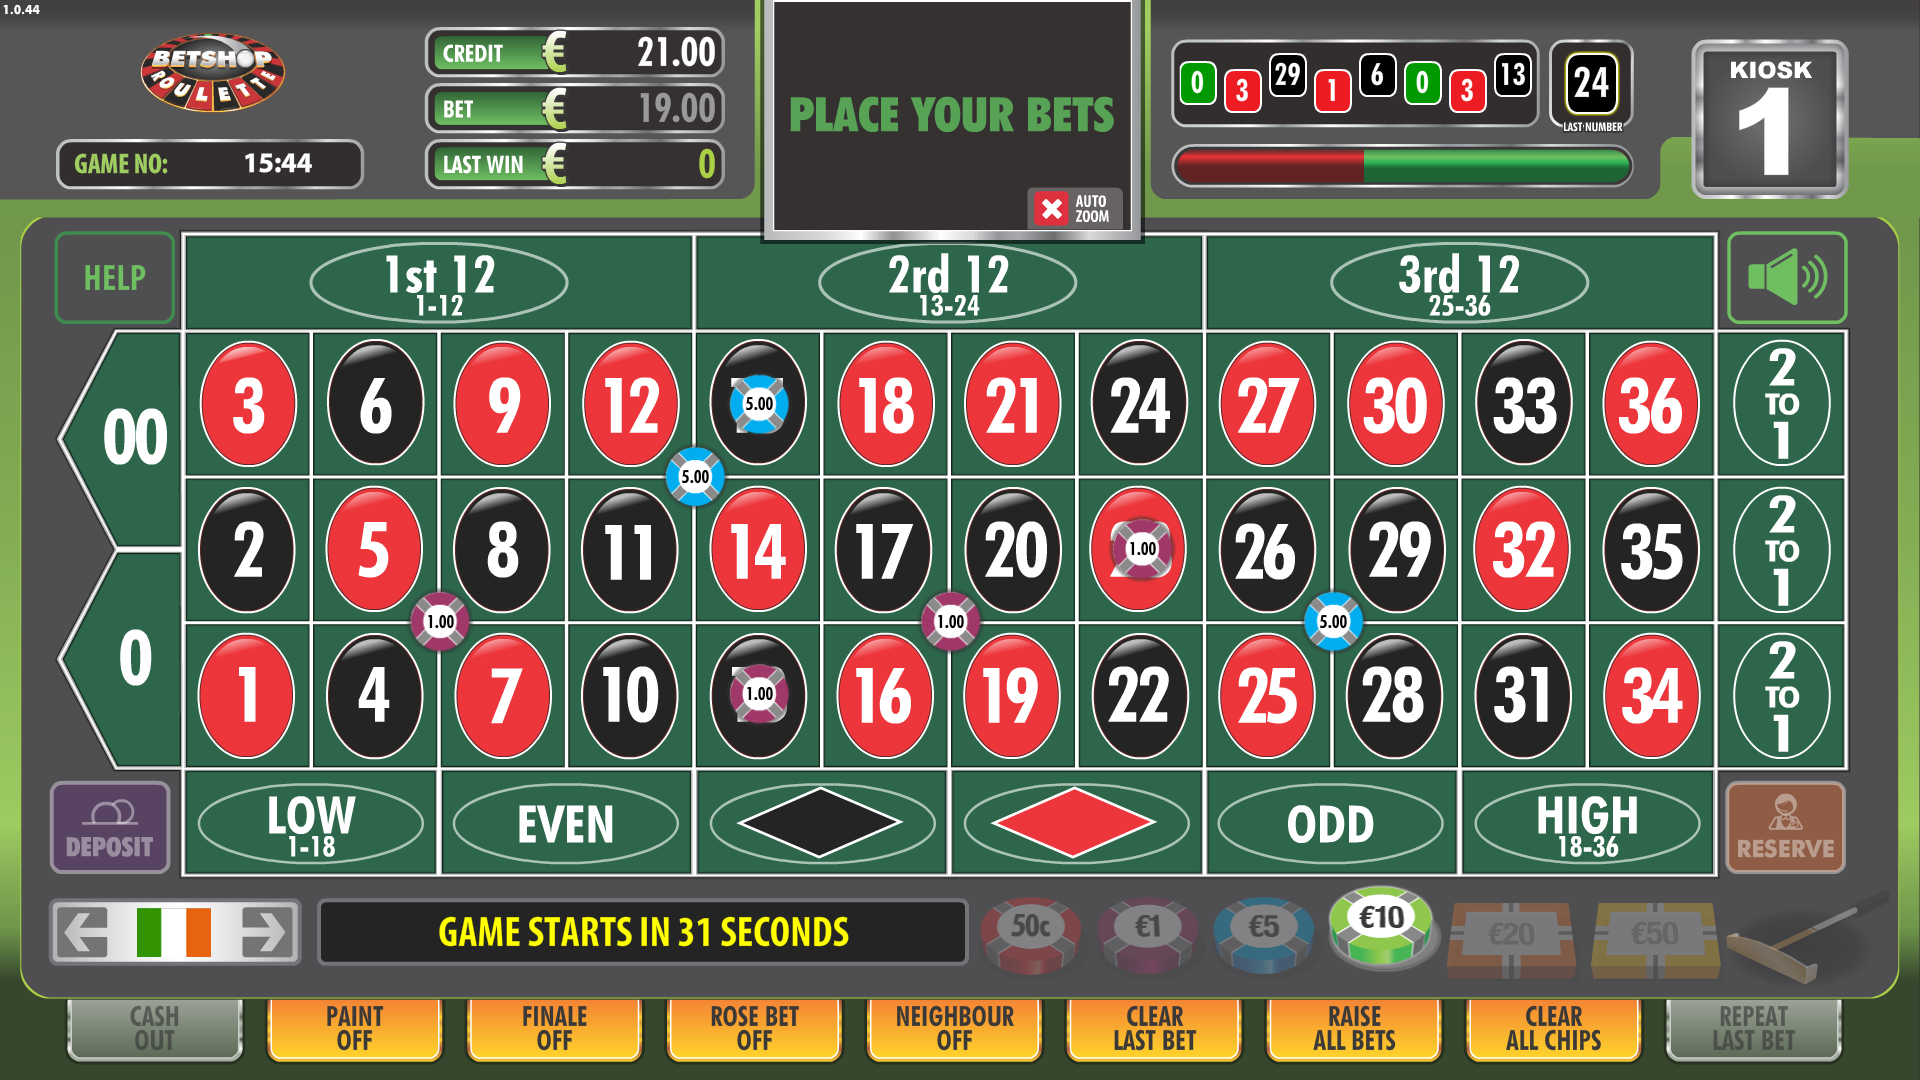 1.0.44
BETSHOP
ROULETTE
GAME NO: 15:44
CREDIT € 21.00
BET € 19.00
LAST WIN € 0
PLACE YOUR BETS
AUTO
ZOOM
0 3 29 1 6 0 3 13
24
LAST NUMBER
KIOSK
1
HELP
1st 12
1-12
2rd 12
13-24
3rd 12
25-36
00
3 6 9 12 5.00 18 21 24 27 30 33 36
2 TO 1
5.00
2 5 8 11 14 17 20 1.00 26 29 32 35
2 TO 1
1.00 1.00 5.00
0
1 4 7 10 1.00 16 19 22 25 28 31 34
2 TO 1
DEPOSIT
LOW
1-18
EVEN
ODD
HIGH
18-36
RESERVE
GAME STARTS IN 31 SECONDS
50c €1 €5 €10 €20 €50
CASH
OUT
PAINT
OFF
FINALE
OFF
ROSE BET
OFF
NEIGHBOUR
OFF
CLEAR
LAST BET
RAISE
ALL BETS
CLEAR
ALL CHIPS
REPEAT
LAST BET